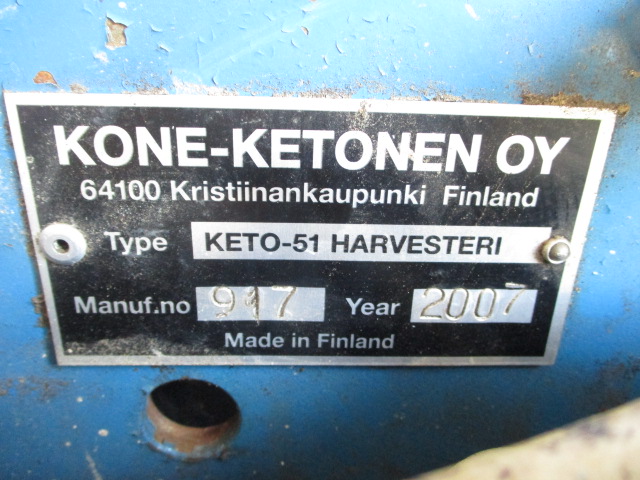 KONE-KETONEN OY
64100 Kristiinankaupunki Finland
Type KETO-51 HARVESTERI
Manuf.no 917 Year 2007
Made in Finland